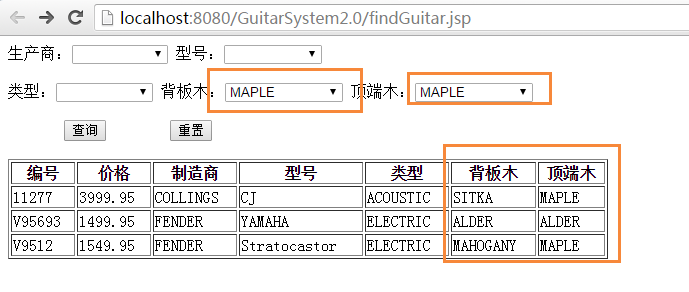 localhost:8080/GuitarSystem2.0/findGuitar.jsp
生产商: 型号:
类型: 背板木: MAPLE 顶端木: MAPLE
查询 重置
编号 价格 制造商 型号 类型 背板木 顶端木
11277 3999.95 COLLINGS CJ ACOUSTIC SITKA MAPLE
V95693 1499.95 FENDER YAMAHA ELECTRIC ALDER ALDER
V9512 1549.95 FENDER Stratocastor ELECTRIC MAHOGANY MAPLE